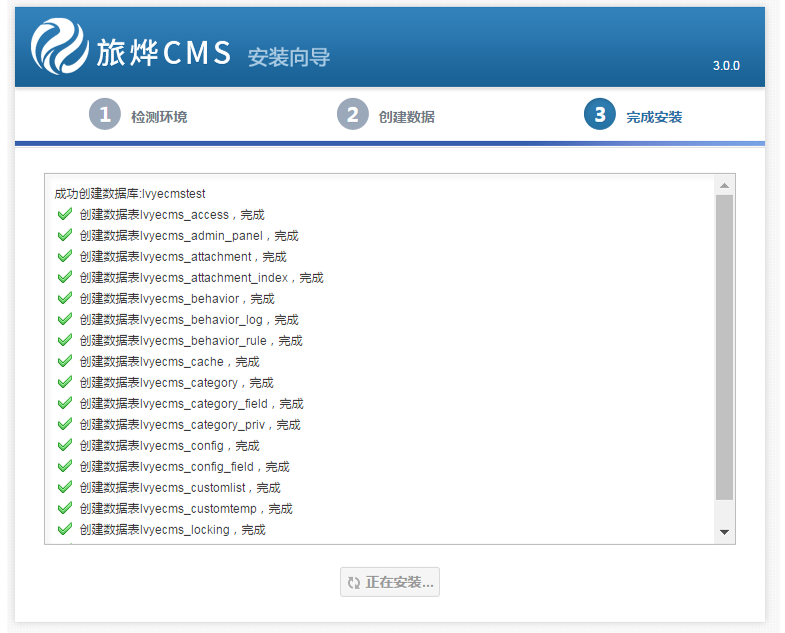 旅烨CMS 安装向导
3.0.0
1 检测环境 2 创建数据 3 完成安装
成功创建数据库:lvyecmstest
创建数据表lvyecms_access，完成
创建数据表lvyecms_admin_panel，完成
创建数据表lvyecms_attachment，完成
创建数据表lvyecms_attachment_index，完成
创建数据表lvyecms_behavior，完成
创建数据表lvyecms_behavior_log，完成
创建数据表lvyecms_behavior_rule，完成
创建数据表lvyecms_cache，完成
创建数据表lvyecms_category，完成
创建数据表lvyecms_category_field，完成
创建数据表lvyecms_category_priv，完成
创建数据表lvyecms_config，完成
创建数据表lvyecms_config_field，完成
创建数据表lvyecms_customlist，完成
创建数据表lvyecms_customtemp，完成
创建数据表lvyecms_locking，完成
正在安装...